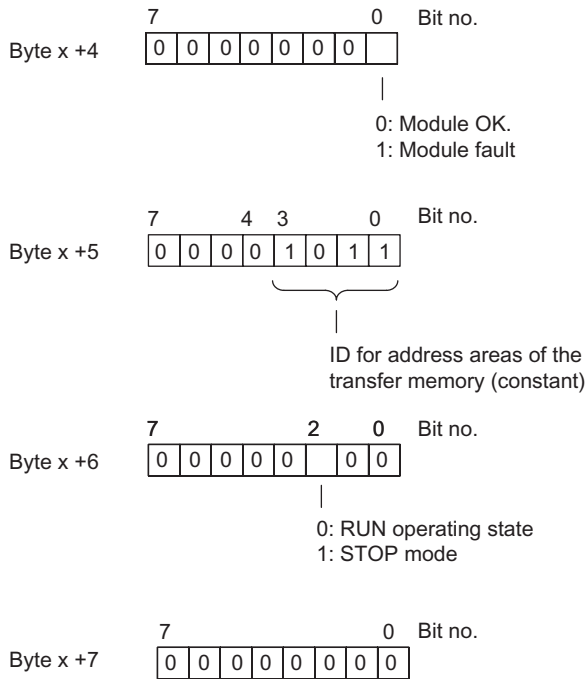 7 0 Bit no.
Byte x +4 0 0 0 0 0 0 0
0: Module OK.
1: Module fault
7 4 3 0 Bit no.
Byte x +5 0 0 0 0 1 0 1 1
ID for address areas of the
transfer memory (constant)
7 2 0 Bit no.
Byte x +6 0 0 0 0 0 0 0
0: RUN operating state
1: STOP mode
7 0 Bit no.
Byte x +7 0 0 0 0 0 0 0 0